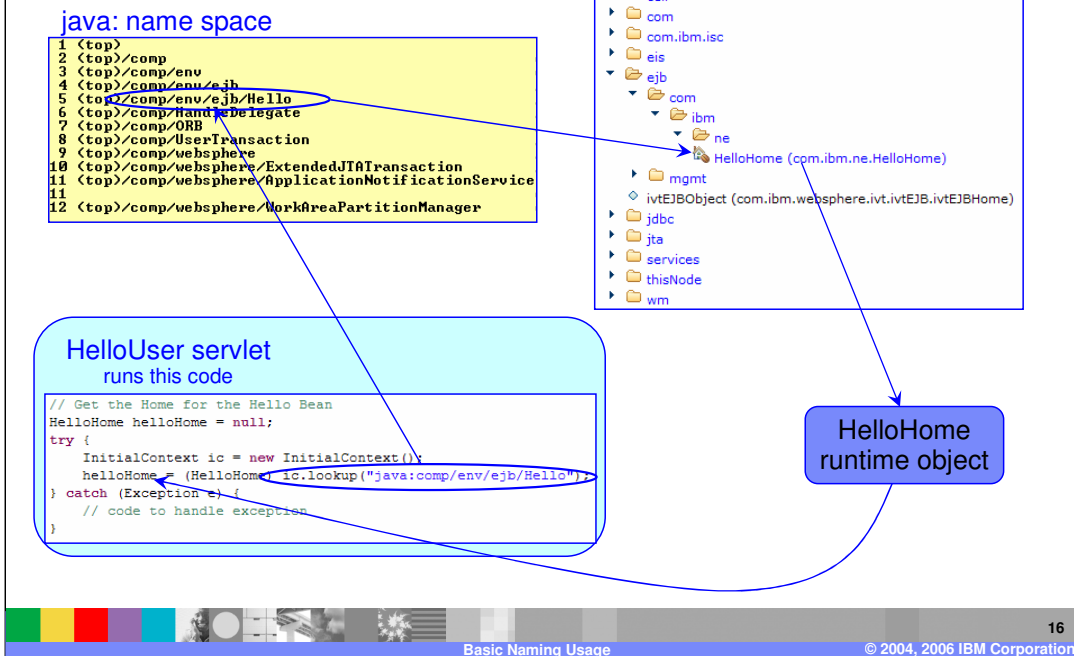 java: name space
1 (top)
2 (top)/comp
3 (top)/comp/env
4 (top)/comp/env/ejb
5 (top)/comp/env/ejb/Hello
6 (top)/comp/HandleDelegate
7 (top)/comp/ORB
8 (top)/comp/UserTransaction
9 (top)/comp/websphere
10 (top)/comp/websphere/ExtendedJTATransaction
11 (top)/comp/websphere/ApplicationNotificationService
11
12 (top)/comp/websphere/WorkAreaPartitionManager
com
com.ibm.isc
eis
ejb
com
ibm
ne
HelloHome (com.ibm.ne.HelloHome)
mgmt
ivtEJBObject (com.ibm.websphere.ivt.ivtEJB.ivtEJBHome)
jdbc
jta
services
thisNode
wm
HelloUser servlet
runs this code
// Get the Home for the Hello Bean
HelloHome helloHome = null;
try {
InitialContext ic = new InitialContext();
helloHome = (HelloHome) ic.lookup("java:comp/env/ejb/Hello");
} catch (Exception e) {
// code to handle exception
}
HelloHome
runtime object
16
Basic Naming Usage
© 2004, 2006 IBM Corporation